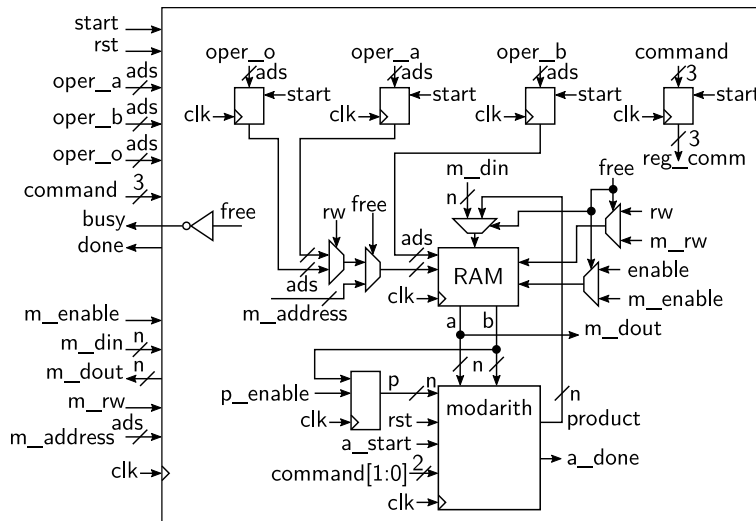 start
rst
oper_a ads
oper_b ads
oper_o ads
command 3
busy
done
free
m_enable
m_din n
m_dout n
m_rw
m_address ads
clk
oper_o
ads
start
clk
oper_a
ads
start
clk
oper_b
ads
start
clk
command
3
start
clk
3
reg_comm
m_din
n
free
rw
m_rw
enable
m_enable
rw
free
ads
m_address
ads
RAM
clk
a
b
m_dout
n
n
p_enable
clk
p
n
modarith
rst
a_start
command[1:0] 2
clk
n
product
a_done